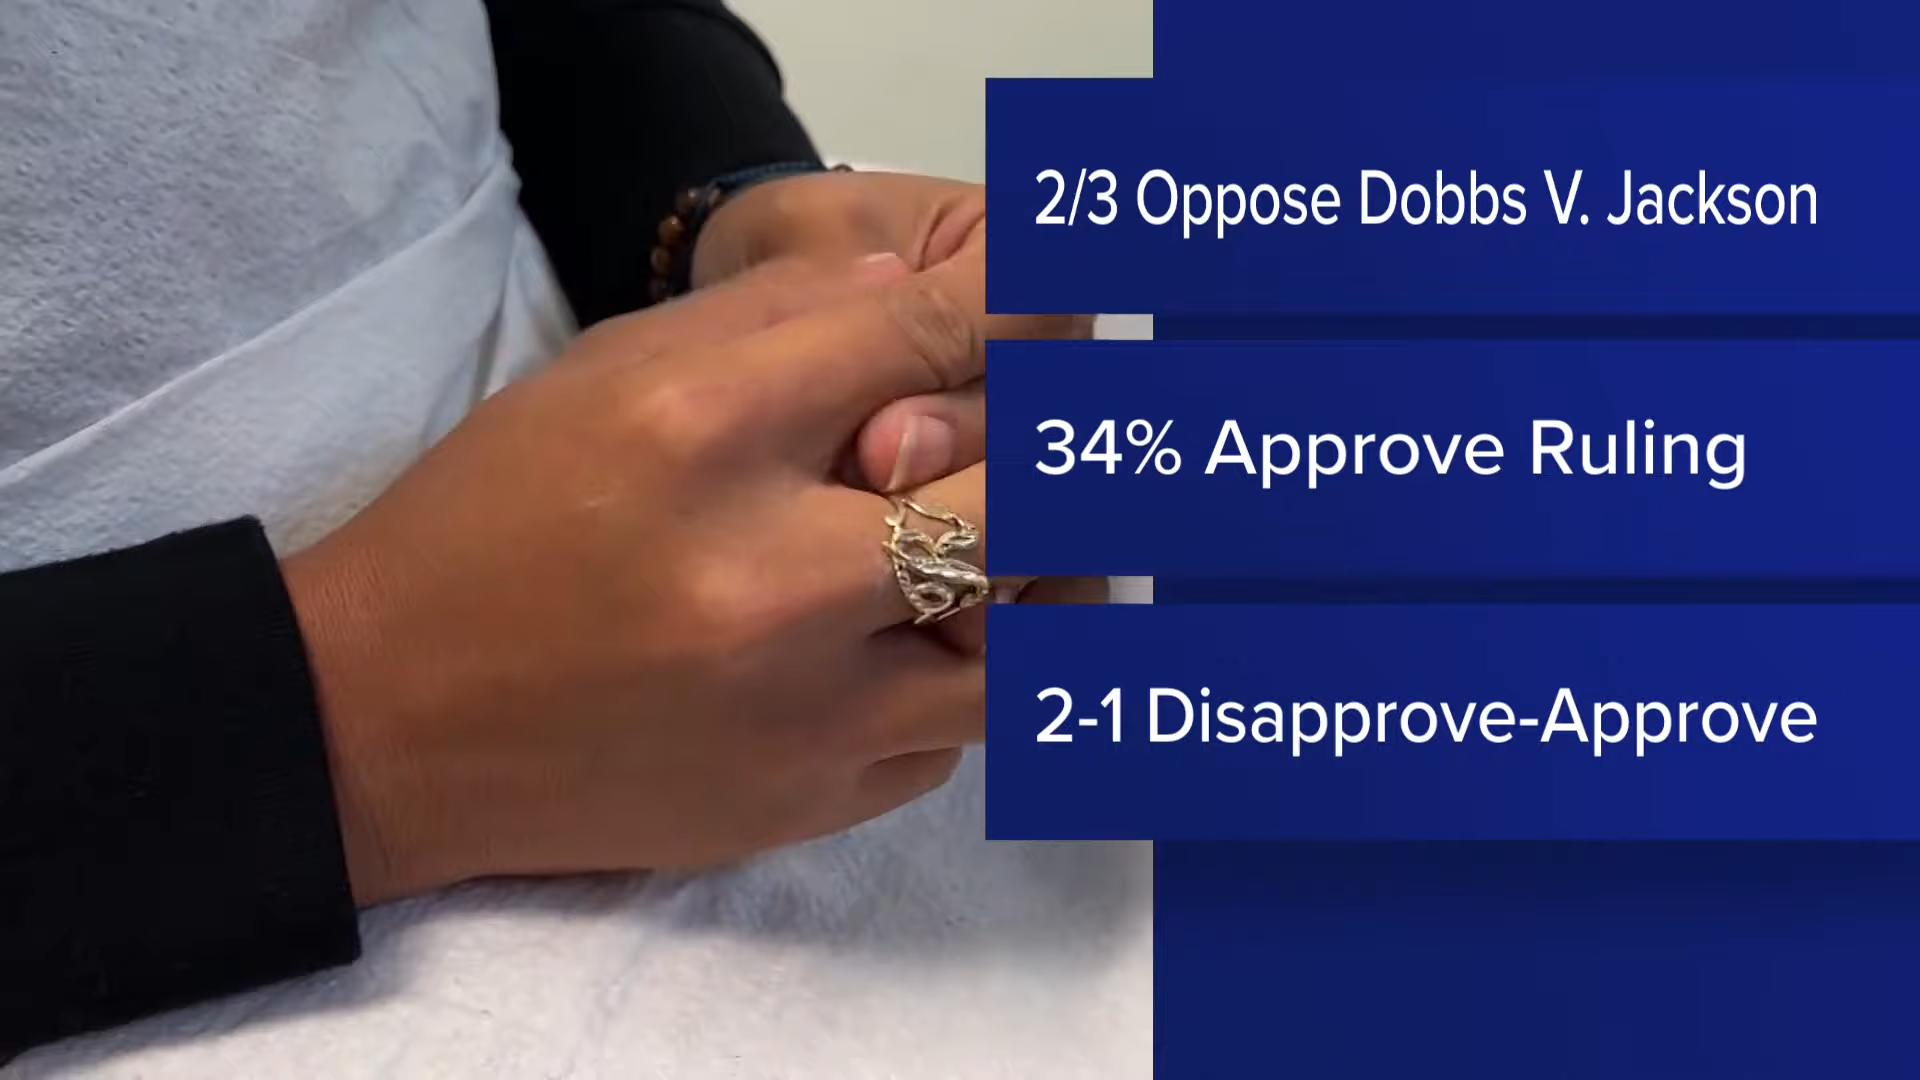 2/3 Oppose Dobbs V. Jackson
34% Approve Ruling
2-1 Disapprove-Approve